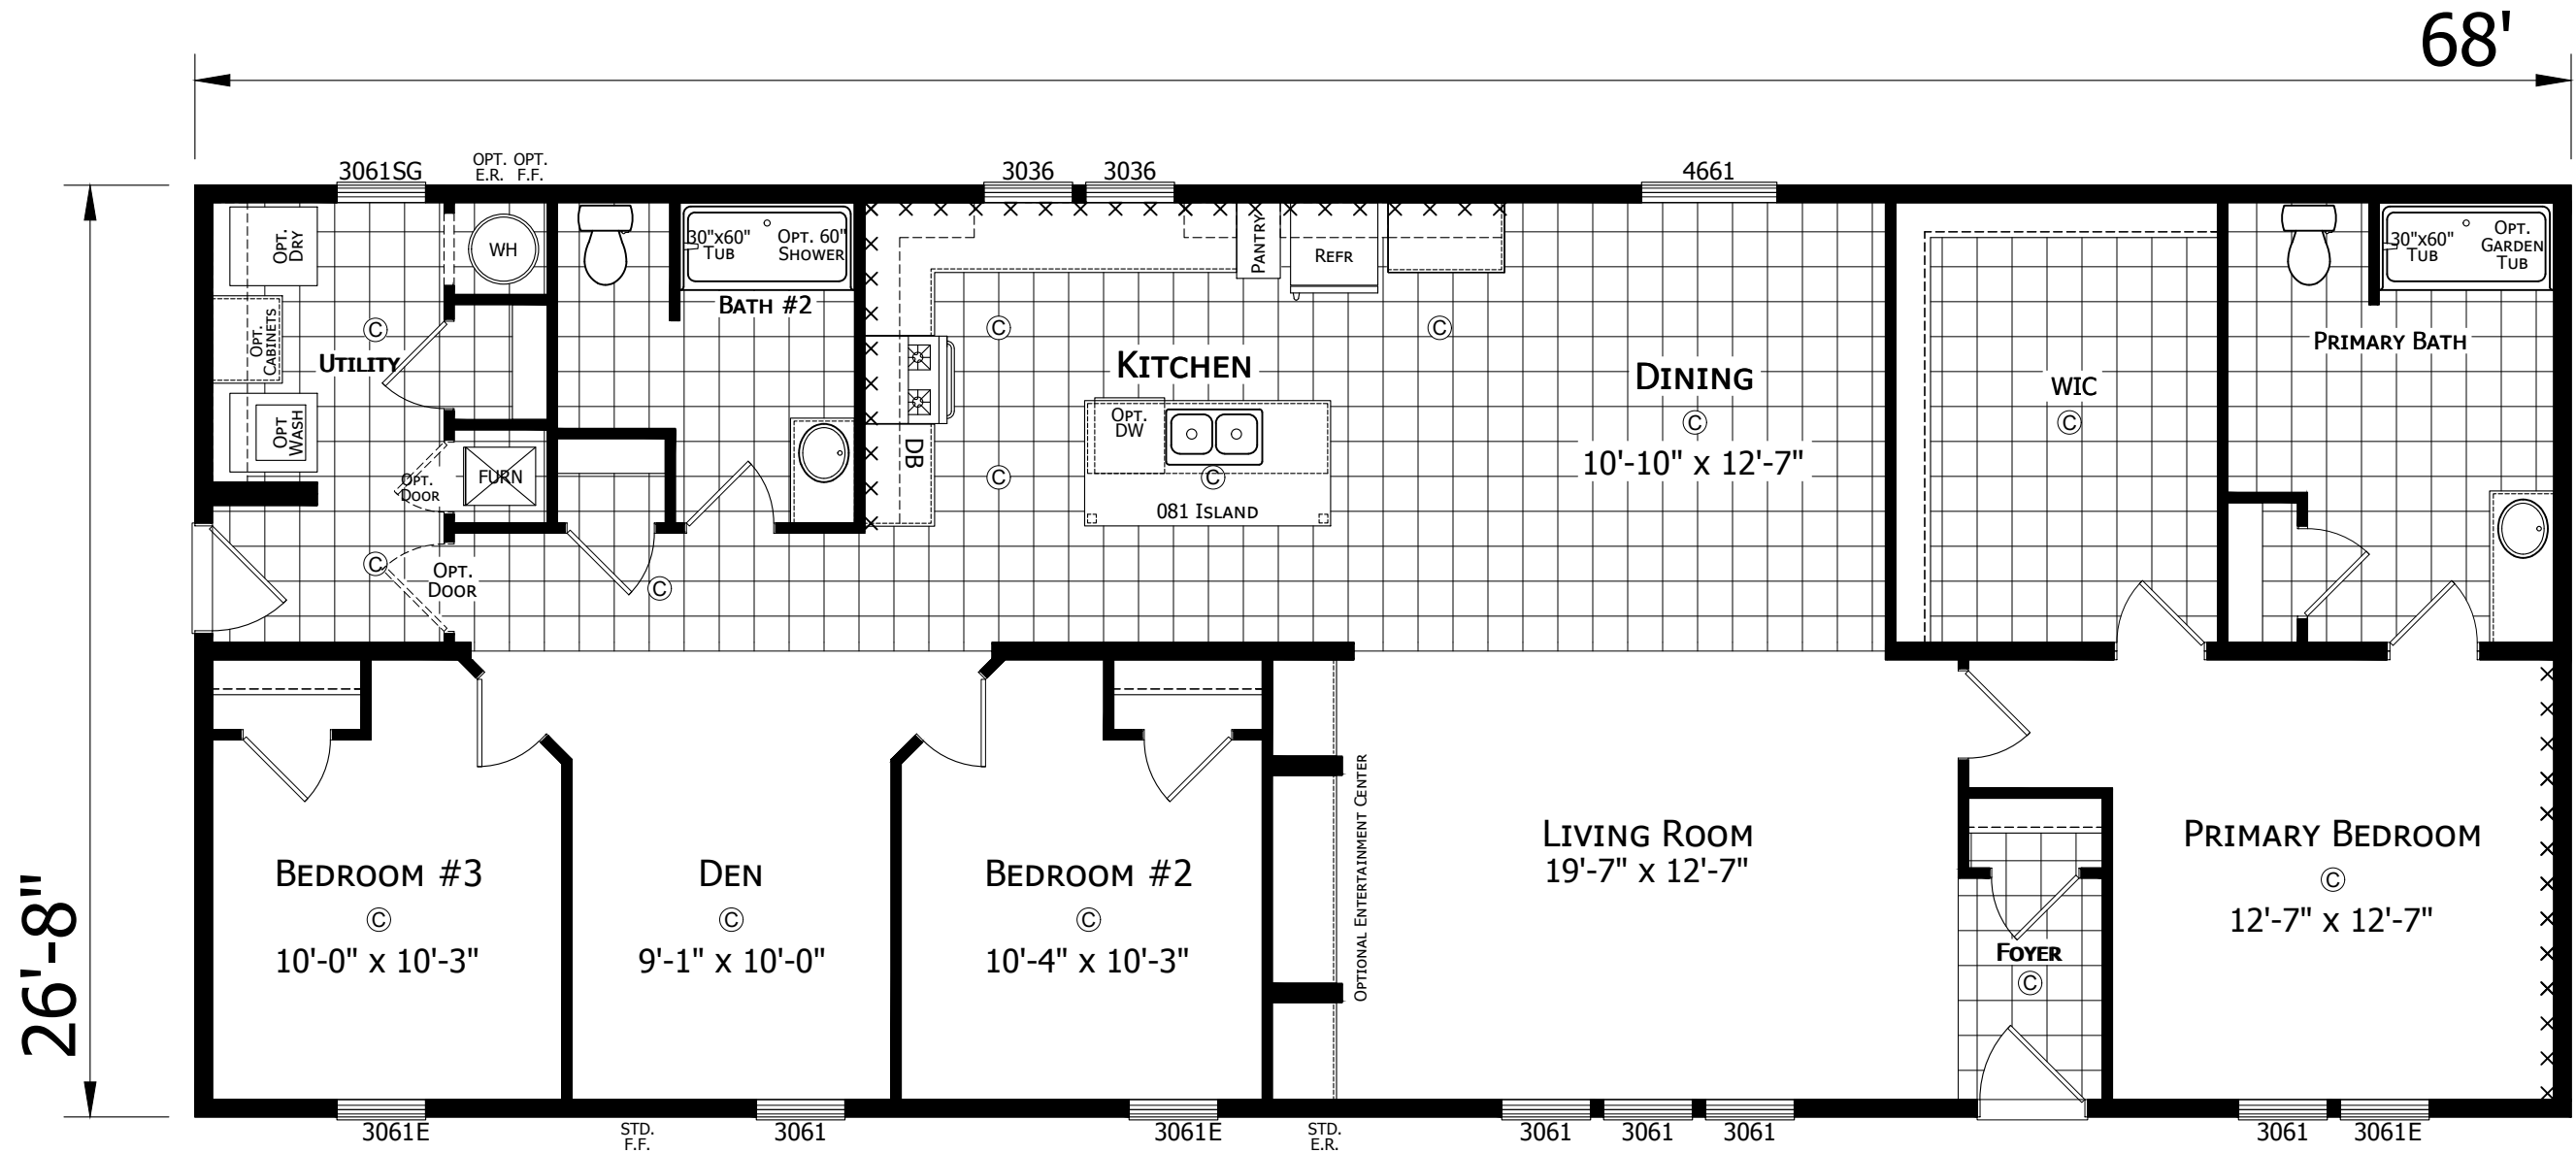 68'
26'-8"
3061SG
OPT. OPT.
E.R. F.F.
3036
3036
4661
OPT.
DRY
OPT.
CABINETS
UTILITY
©
OPT
WASH
WH
OPT.
DOOR
FURN
©
OPT.
DOOR
30"x60"
TUB
OPT. 60"
SHOWER
BATH #2
©
DB
©
©
KITCHEN
PANTRY
REFR
©
OPT.
DW
©
081 ISLAND
DINING
©
10'-10" x 12'-7"
WIC
©
30"x60"
TUB
OPT.
GARDEN
TUB
PRIMARY BATH
BEDROOM #3
©
10'-0" x 10'-3"
DEN
©
9'-1" x 10'-0"
BEDROOM #2
©
10'-4" x 10'-3"
OPTIONAL ENTERTAINMENT CENTER
LIVING ROOM
19'-7" x 12'-7"
FOYER
©
PRIMARY BEDROOM
©
12'-7" x 12'-7"
3061E
STD.
F.F.
3061
3061E
STD.
E.R.
3061
3061
3061
3061
3061E